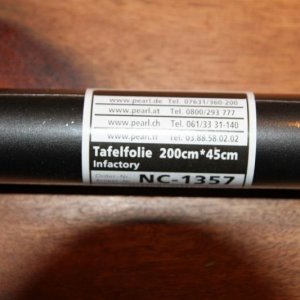 www.pearl.de Tel. 07631/360-200
www.pearl.at Tel. 0800/293 777
www.pearl.ch Tel. 061/33 31-140
www.pearl.fr Tel. 03.88.58.02.02
Tafelfolie 200cm*45cm
Infactory
NC-1357